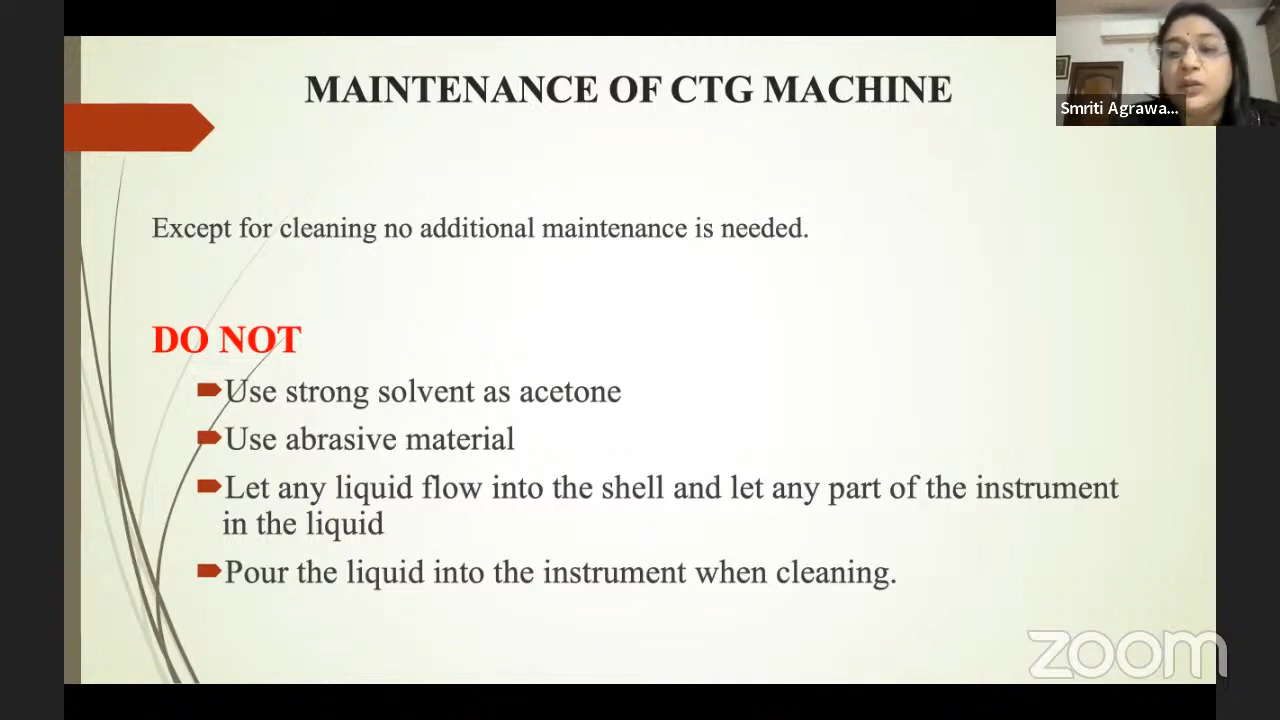 MAINTENANCE OF CTG MACHINE
Smriti Agrawa...
Except for cleaning no additional maintenance is needed.
DO NOT
Use strong solvent as acetone
Use abrasive material
Let any liquid flow into the shell and let any part of the instrument
in the liquid
Pour the liquid into the instrument when cleaning.
zoom